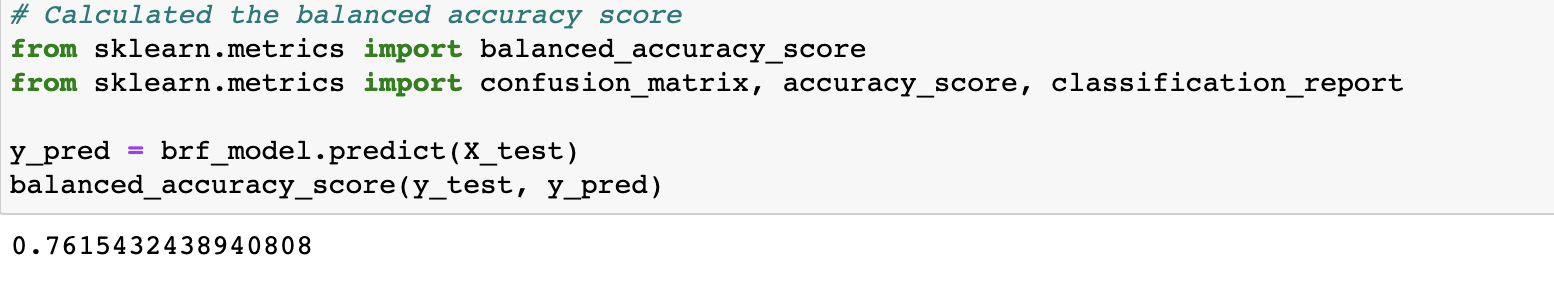 # Calculated the balanced accuracy score
from sklearn.metrics import balanced_accuracy_score
from sklearn.metrics import confusion_matrix, accuracy_score, classification_report
y_pred = brf_model.predict(X_test)
balanced_accuracy_score(y_test, y_pred)
0.7615432438940808